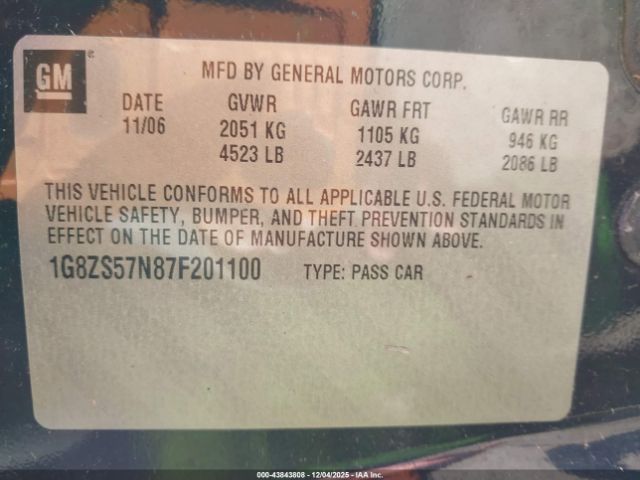 GM ®
MFD BY GENERAL MOTORS CORP.
DATE GVWR GAWR FRT GAWR RR
11/06 2051 KG 1105 KG 946 KG
4523 LB 2437 LB 2086 LB
THIS VEHICLE CONFORMS TO ALL APPLICABLE U.S. FEDERAL MOTOR
VEHICLE SAFETY, BUMPER, AND THEFT PREVENTION STANDARDS IN
EFFECT ON THE DATE OF MANUFACTURE SHOWN ABOVE.
1G8ZS57N87F201100 TYPE: PASS CAR
000-43843808 - 12/04/2025 - IAA Inc.